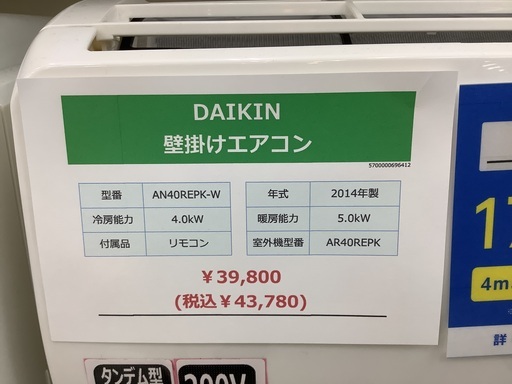 DAIKIN
壁掛けエアコン
5700000696412
型番 AN40REPK-W 年式 2014年製
冷房能力 4.0kW 暖房能力 5.0kW
付属品 リモコン 室外機型番 AR40REPK
￥39,800
(税込￥43,780)
タンデム型
200V
17
4m
詳